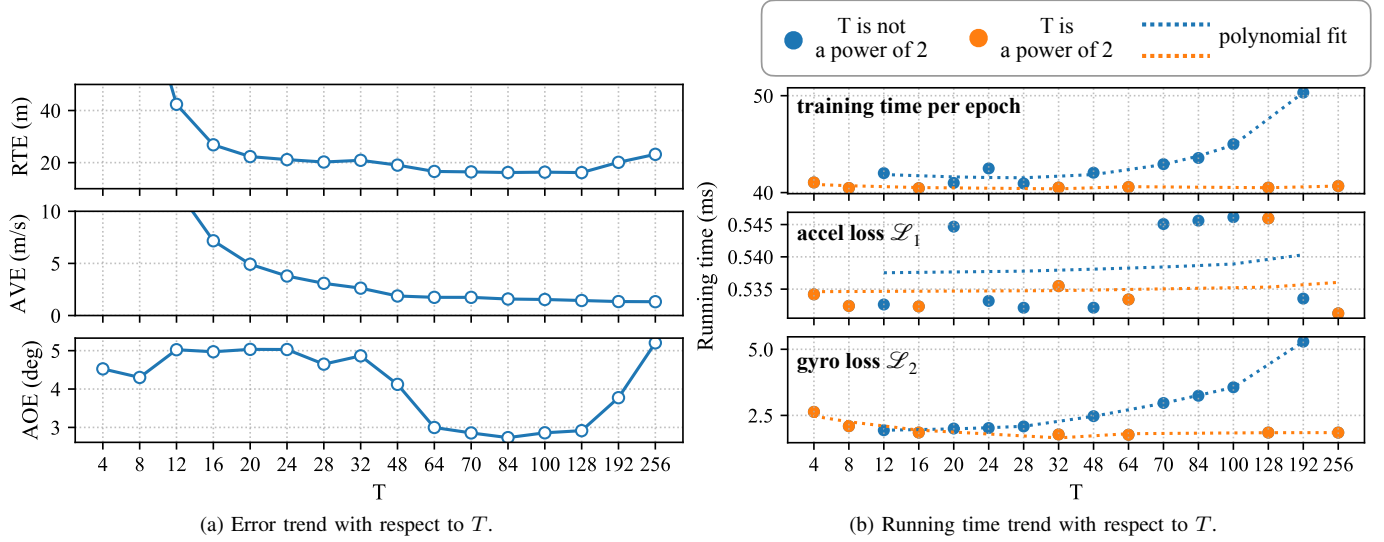 T is not
a power of 2
T is
a power of 2
polynomial fit
RTE (m)
40
20
AVE (m/s)
10
5
0
AOE (deg)
5
4
3
4 8 12 16 20 24 28 32 48 64 70 84 100 128 192 256
T
(a) Error trend with respect to T.
Running time (ms)
training time per epoch
50
40
accel loss ℒ₁
0.545
0.540
0.535
gyro loss ℒ₂
5.0
2.5
4 8 12 16 20 24 28 32 48 64 70 84 100 128 192 256
T
(b) Running time trend with respect to T.